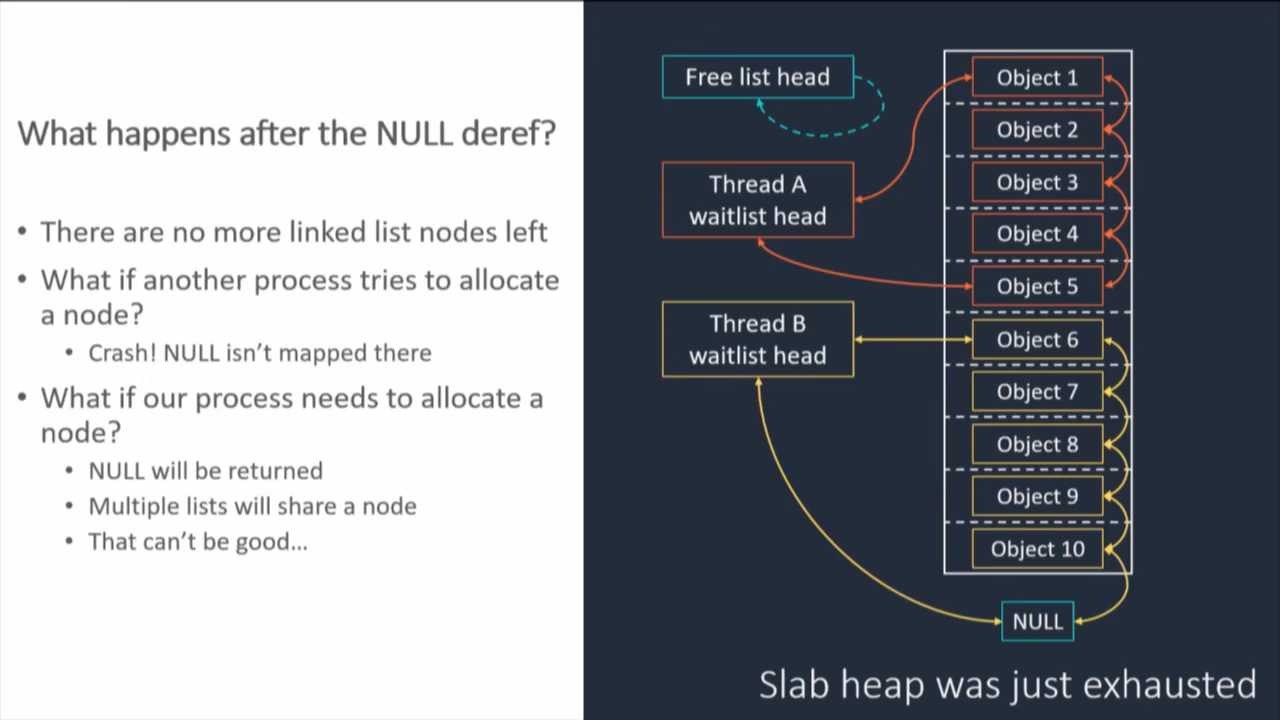 What happens after the NULL deref?
• There are no more linked list nodes left
• What if another process tries to allocate
a node?
• Crash! NULL isn't mapped there
• What if our process needs to allocate a
node?
• NULL will be returned
• Multiple lists will share a node
• That can't be good…
Free list head
Thread A
waitlist head
Thread B
waitlist head
Object 1
Object 2
Object 3
Object 4
Object 5
Object 6
Object 7
Object 8
Object 9
Object 10
NULL
Slab heap was just exhausted